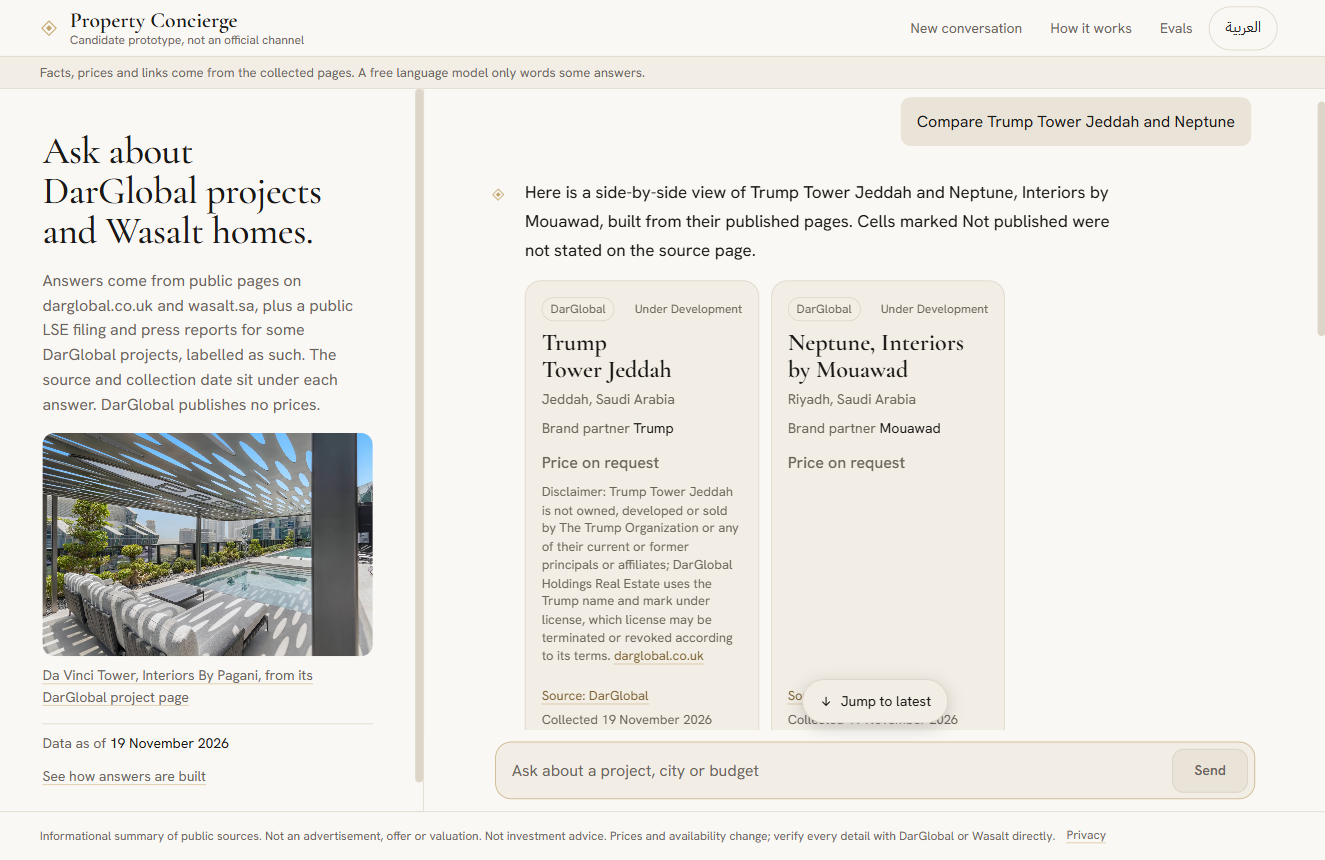 Property Concierge
Candidate prototype, not an official channel
New conversation
How it works
Evals
العربية
Facts, prices and links come from the collected pages. A free language model only words some answers.
Ask about
DarGlobal projects
and Wasalt homes.
Answers come from public pages on
darglobal.co.uk and wasalt.sa, plus a public
LSE filing and press reports for some
DarGlobal projects, labelled as such. The
source and collection date sit under each
answer. DarGlobal publishes no prices.
Da Vinci Tower, Interiors By Pagani, from its
DarGlobal project page
Data as of 19 November 2026
See how answers are built
Compare Trump Tower Jeddah and Neptune
Here is a side-by-side view of Trump Tower Jeddah and Neptune, Interiors by
Mouawad, built from their published pages. Cells marked Not published were
not stated on the source page.
DarGlobal
Under Development
Trump
Tower Jeddah
Jeddah, Saudi Arabia
Brand partner Trump
Price on request
Disclaimer: Trump Tower Jeddah
is not owned, developed or sold
by The Trump Organization or any
of their current or former
principals or affiliates; DarGlobal
Holdings Real Estate uses the
Trump name and mark under
license, which license may be
terminated or revoked according
to its terms. darglobal.co.uk
Source: DarGlobal
Collected 19 November 2026
DarGlobal
Under Development
Neptune, Interiors
by Mouawad
Riyadh, Saudi Arabia
Brand partner Mouawad
Price on request
↓ Jump to latest
Ask about a project, city or budget
Send
Informational summary of public sources. Not an advertisement, offer or valuation. Not investment advice. Prices and availability change; verify every detail with DarGlobal or Wasalt directly.
Privacy